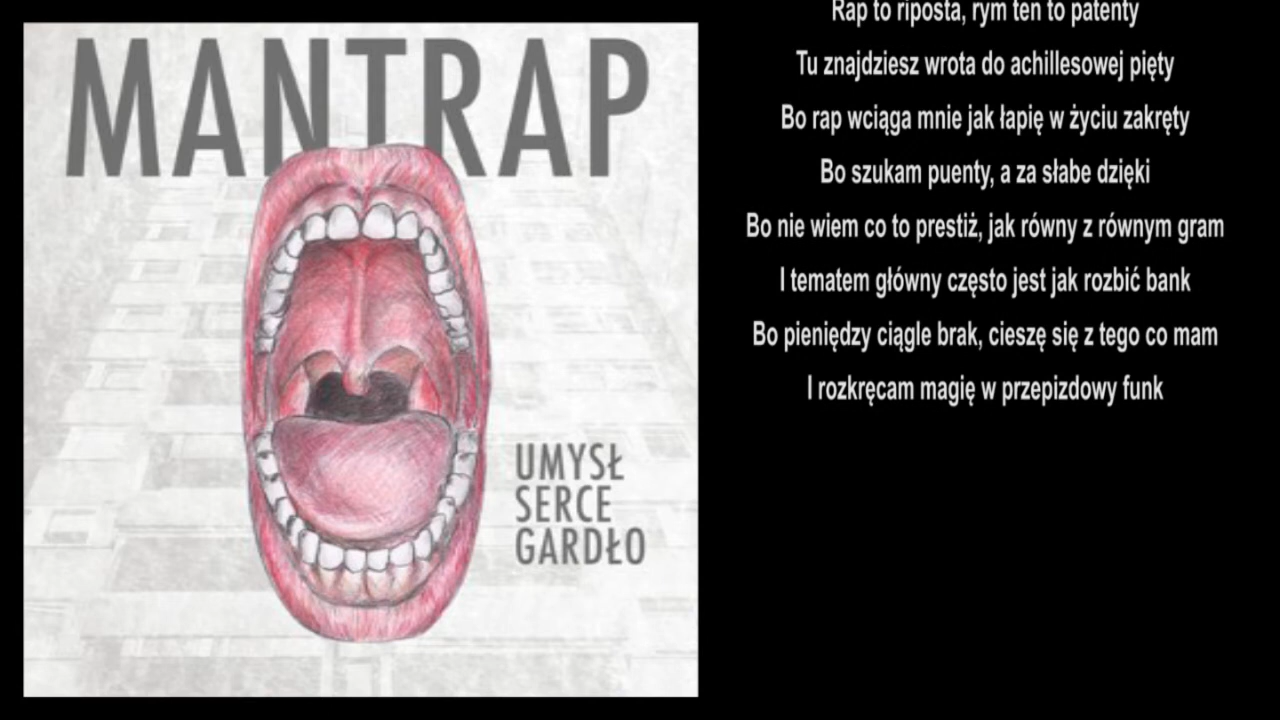 MANTRAP
UMYSŁ
SERCE
GARDŁO
Rap to riposta, rym ten to patenty
Tu znajdziesz wrota do achillesowej pięty
Bo rap wciąga mnie jak łapię w życiu zakręty
Bo szukam puenty, a za słabe dzięki
Bo nie wiem co to prestiż, jak równy z równym gram
I tematem główny często jest jak rozbić bank
Bo pieniędzy ciągle brak, cieszę się z tego co mam
I rozkręcam magię w przepizdowy funk